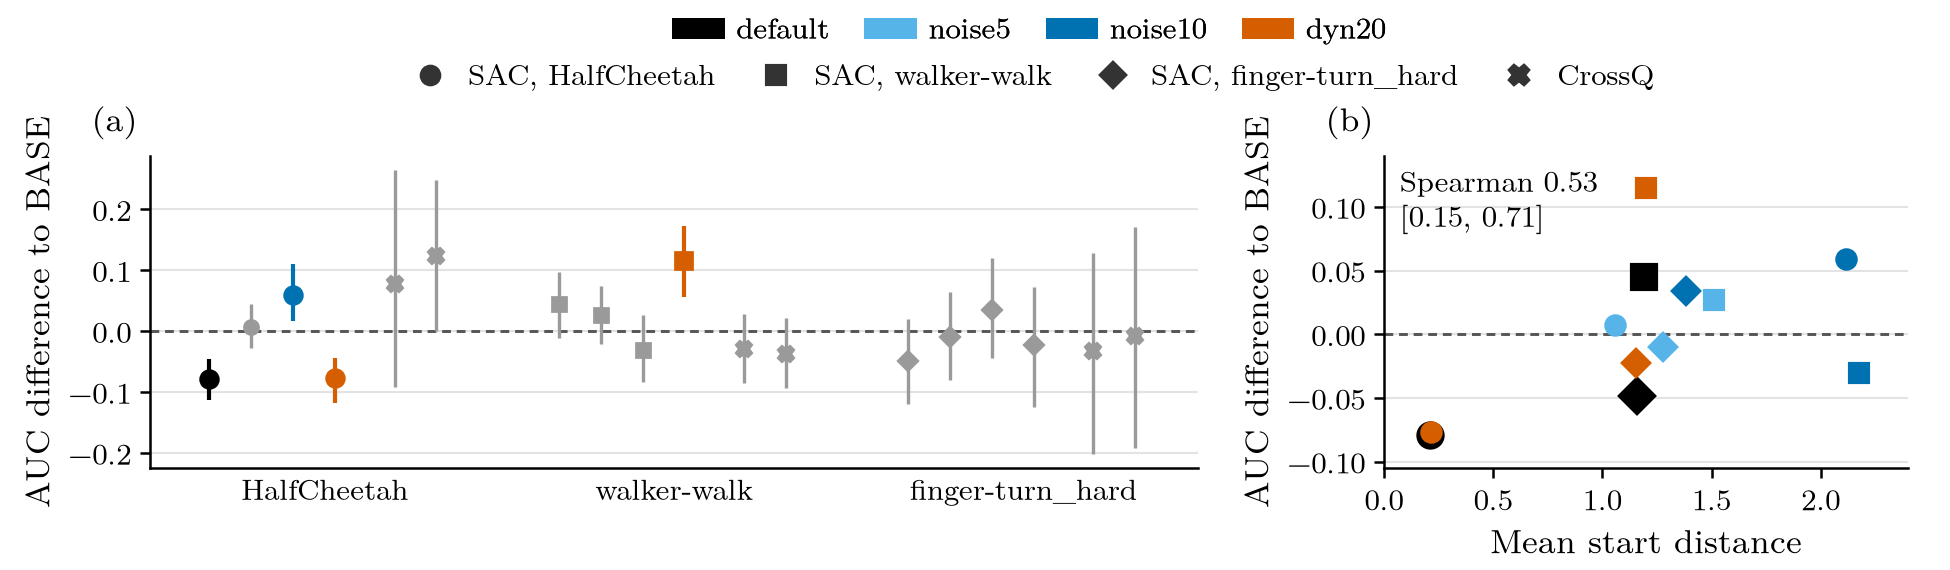 default noise5 noise10 dyn20
SAC, HalfCheetah SAC, walker-walk SAC, finger-turn_hard CrossQ
(a)
AUC difference to BASE
0.2
0.1
0.0
−0.1
−0.2
HalfCheetah walker-walk finger-turn_hard
(b)
AUC difference to BASE
Spearman 0.53
[0.15, 0.71]
0.10
0.05
0.00
−0.05
−0.10
0.0 0.5 1.0 1.5 2.0
Mean start distance